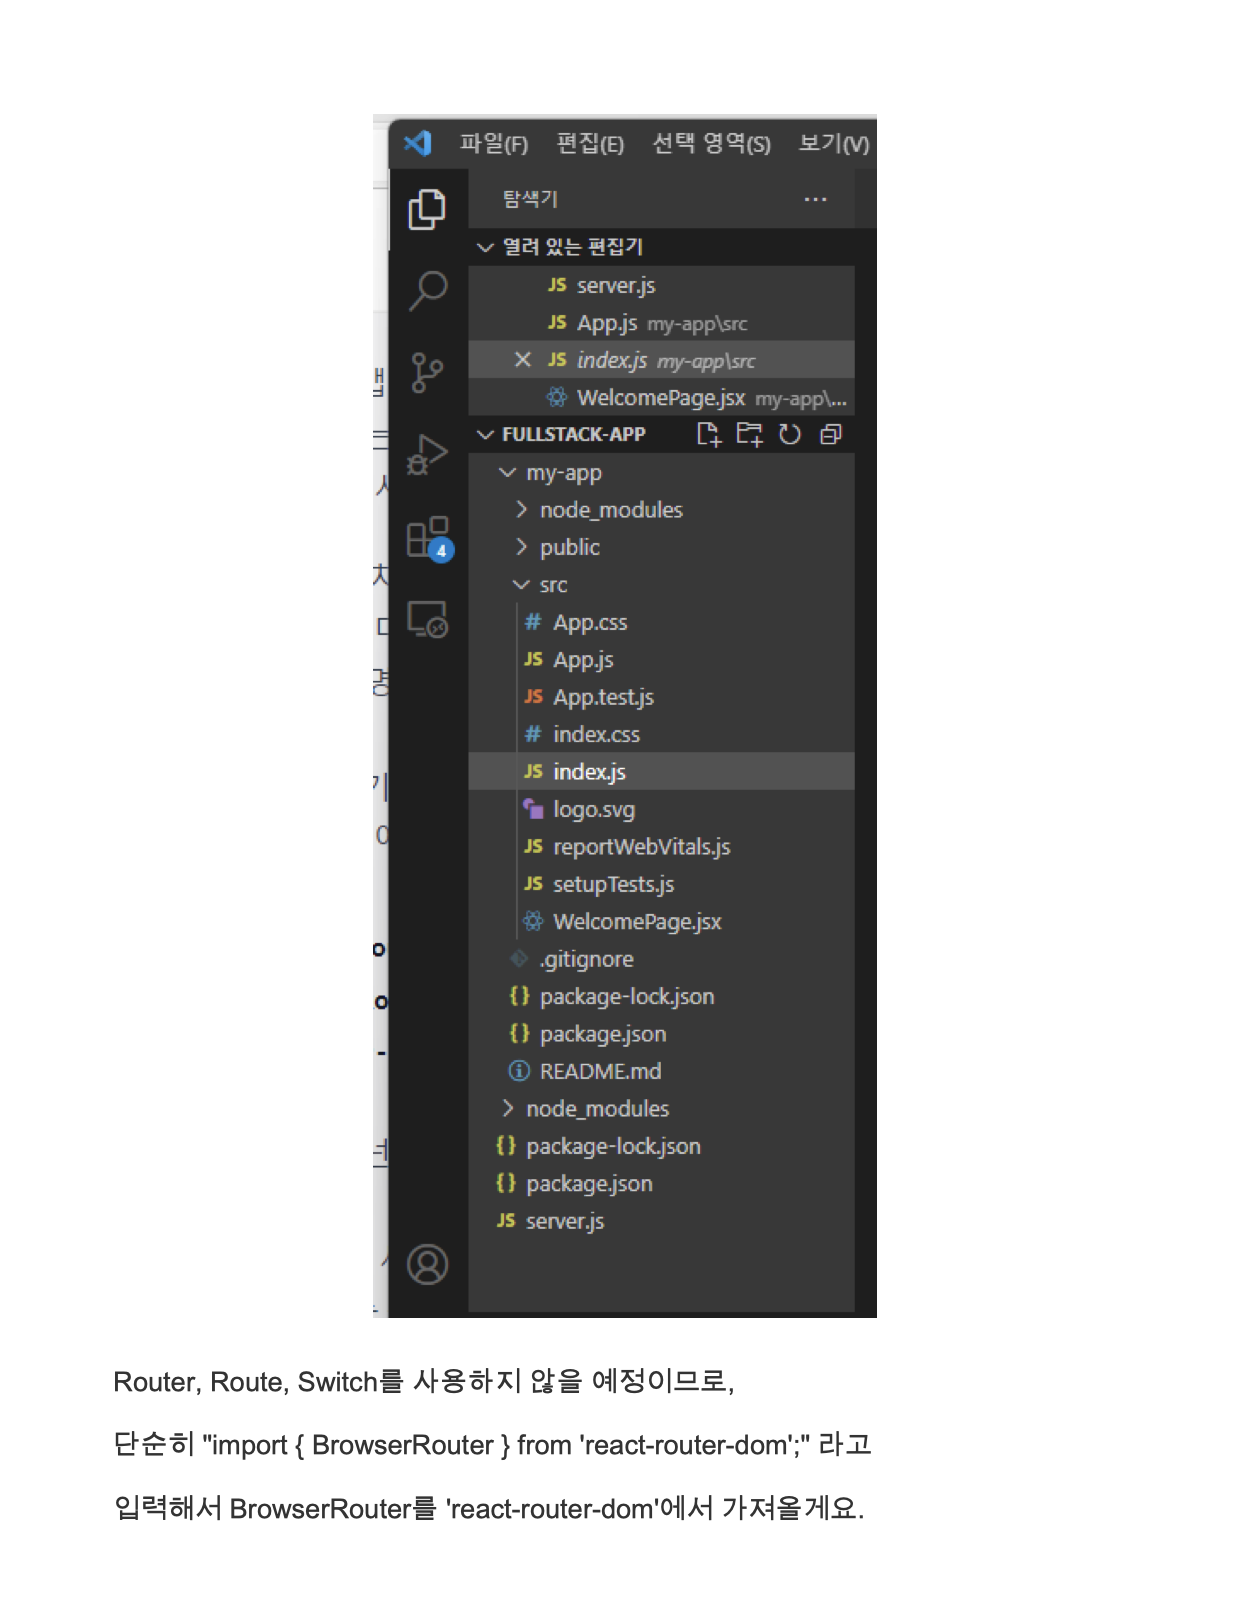 파일(F) 편집(E) 선택 영역(S) 보기(V)
탐색기 ...
열려 있는 편집기
JS server.js
JS App.js my-app\src
JS index.js my-app\src
WelcomePage.jsx my-app\...
FULLSTACK-APP
my-app
node_modules
4
public
src
# App.css
JS App.js
JS App.test.js
# index.css
JS index.js
logo.svg
JS reportWebVitals.js
JS setupTests.js
WelcomePage.jsx
.gitignore
{} package-lock.json
{} package.json
README.md
node_modules
{} package-lock.json
{} package.json
JS server.js
Router, Route, Switch를 사용하지 않을 예정이므로,
단순히 "import { BrowserRouter } from 'react-router-dom';" 라고
입력해서 BrowserRouter를 'react-router-dom'에서 가져올게요.